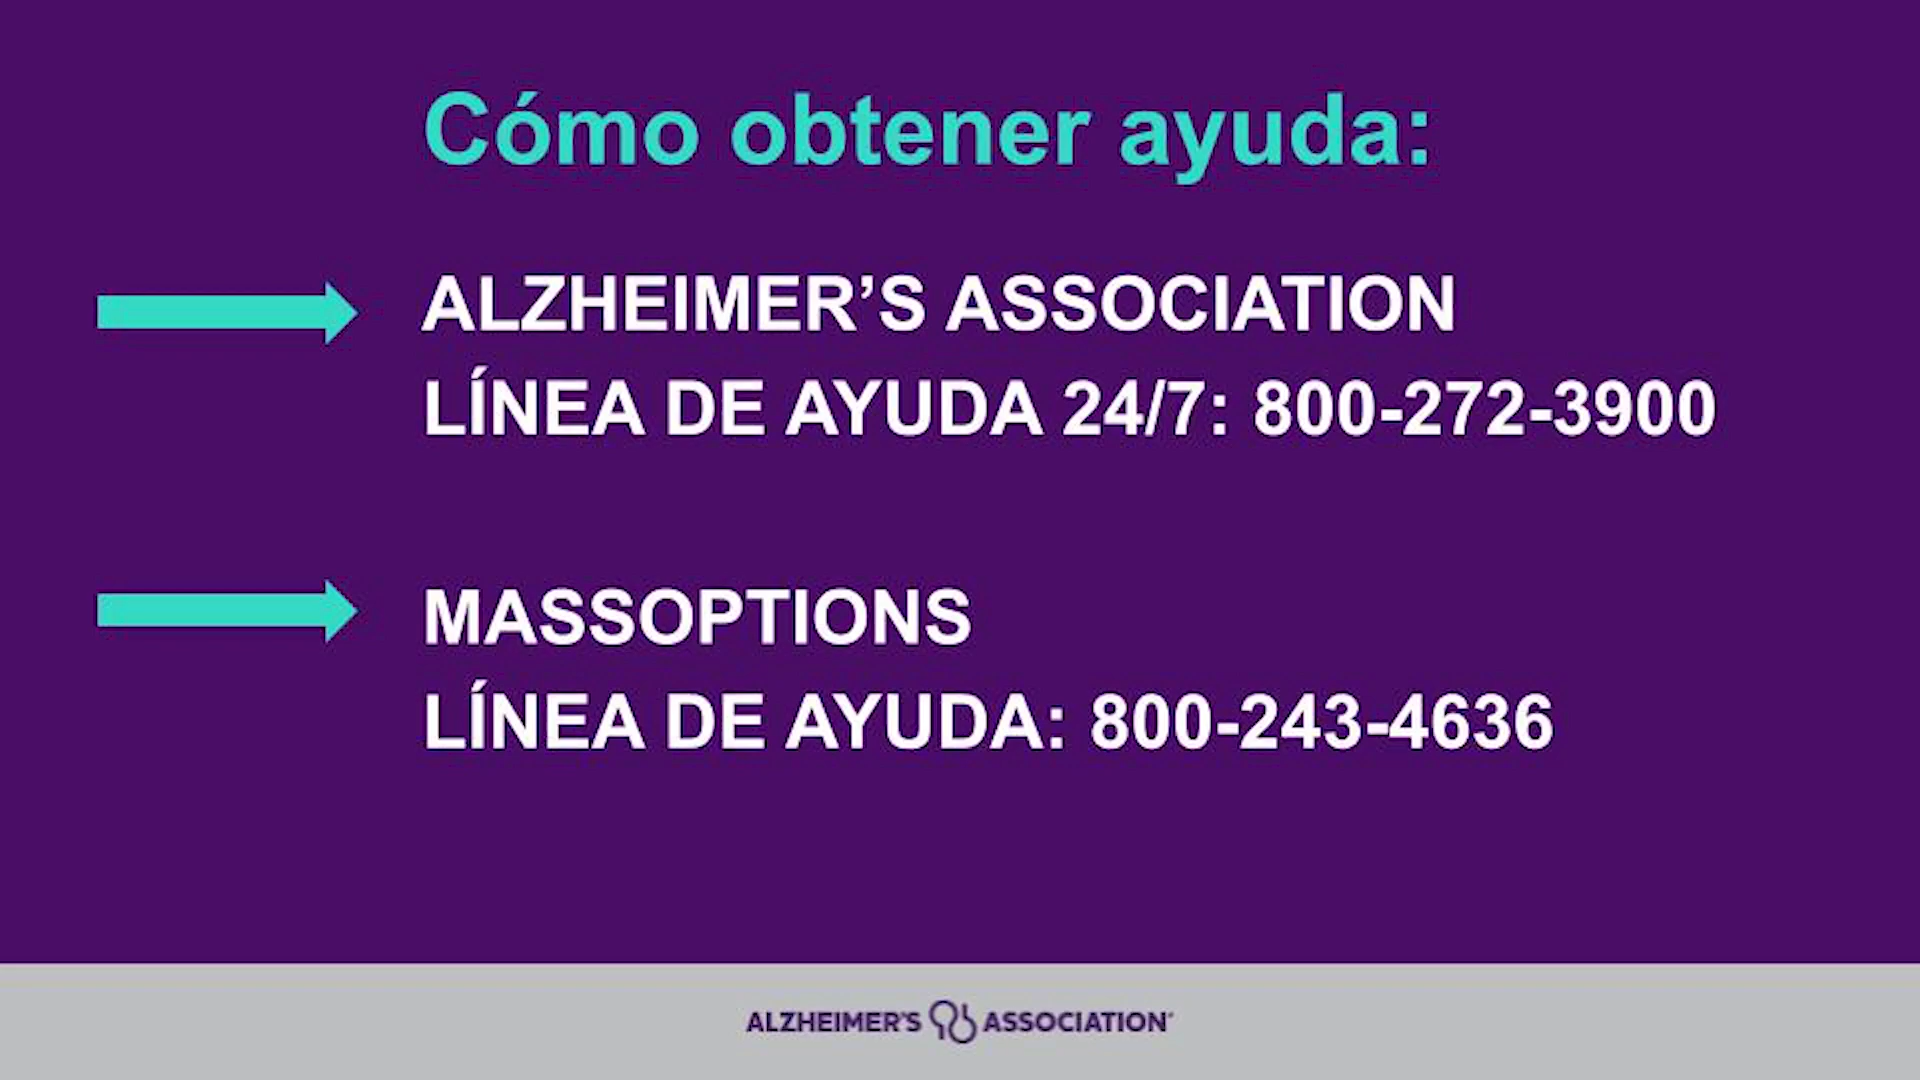 Cómo obtener ayuda:
ALZHEIMER’S ASSOCIATION
LÍNEA DE AYUDA 24/7: 800-272-3900
MASSOPTIONS
LÍNEA DE AYUDA: 800-243-4636
ALZHEIMER'S ASSOCIATION